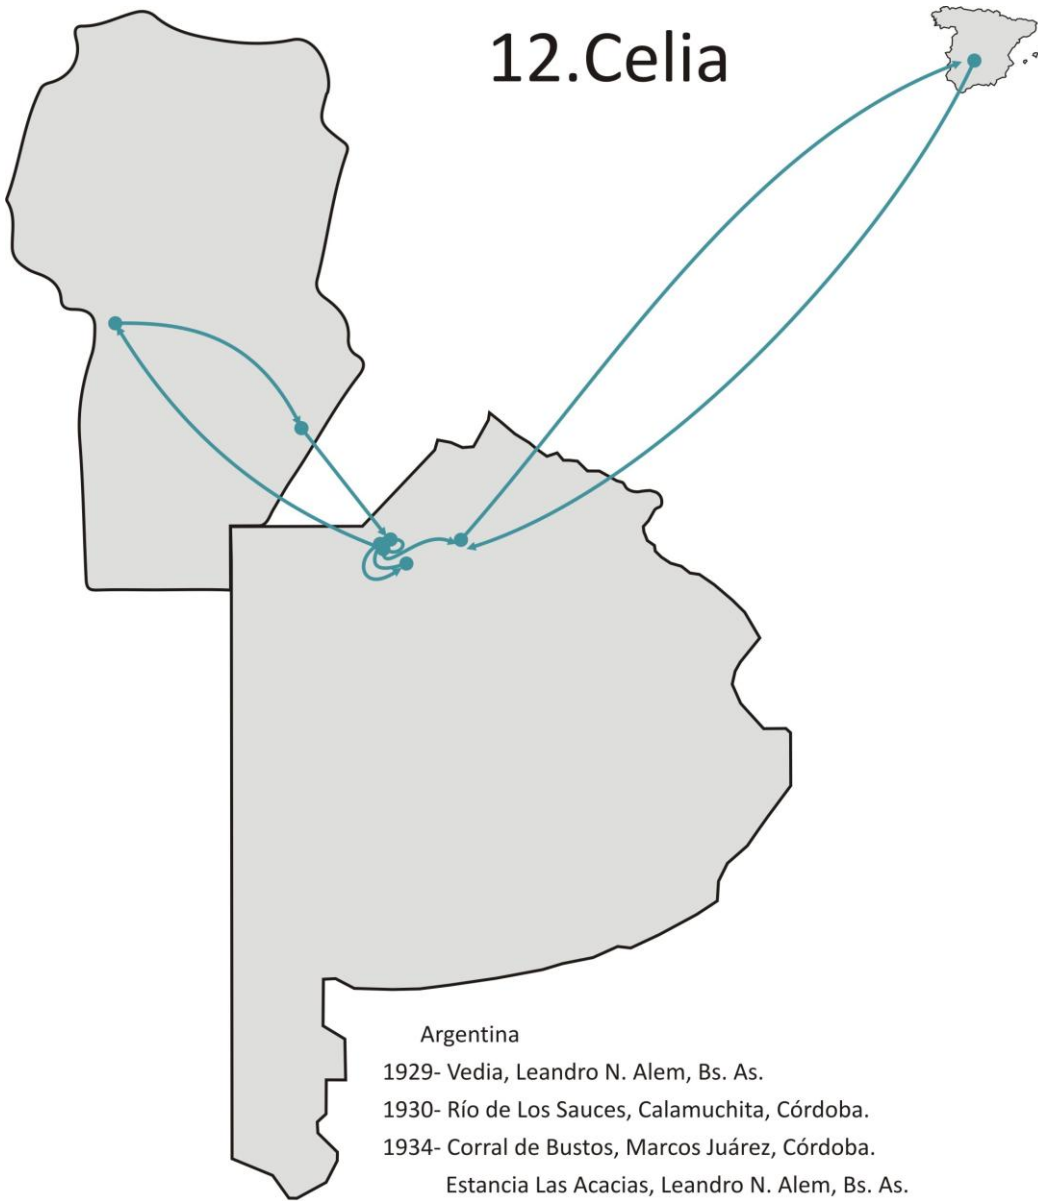 12.Celia
Argentina
1929- Vedia, Leandro N. Alem, Bs. As.
1930- Río de Los Sauces, Calamuchita, Córdoba.
1934- Corral de Bustos, Marcos Juárez, Córdoba.
Estancia Las Acacias, Leandro N. Alem, Bs. As.